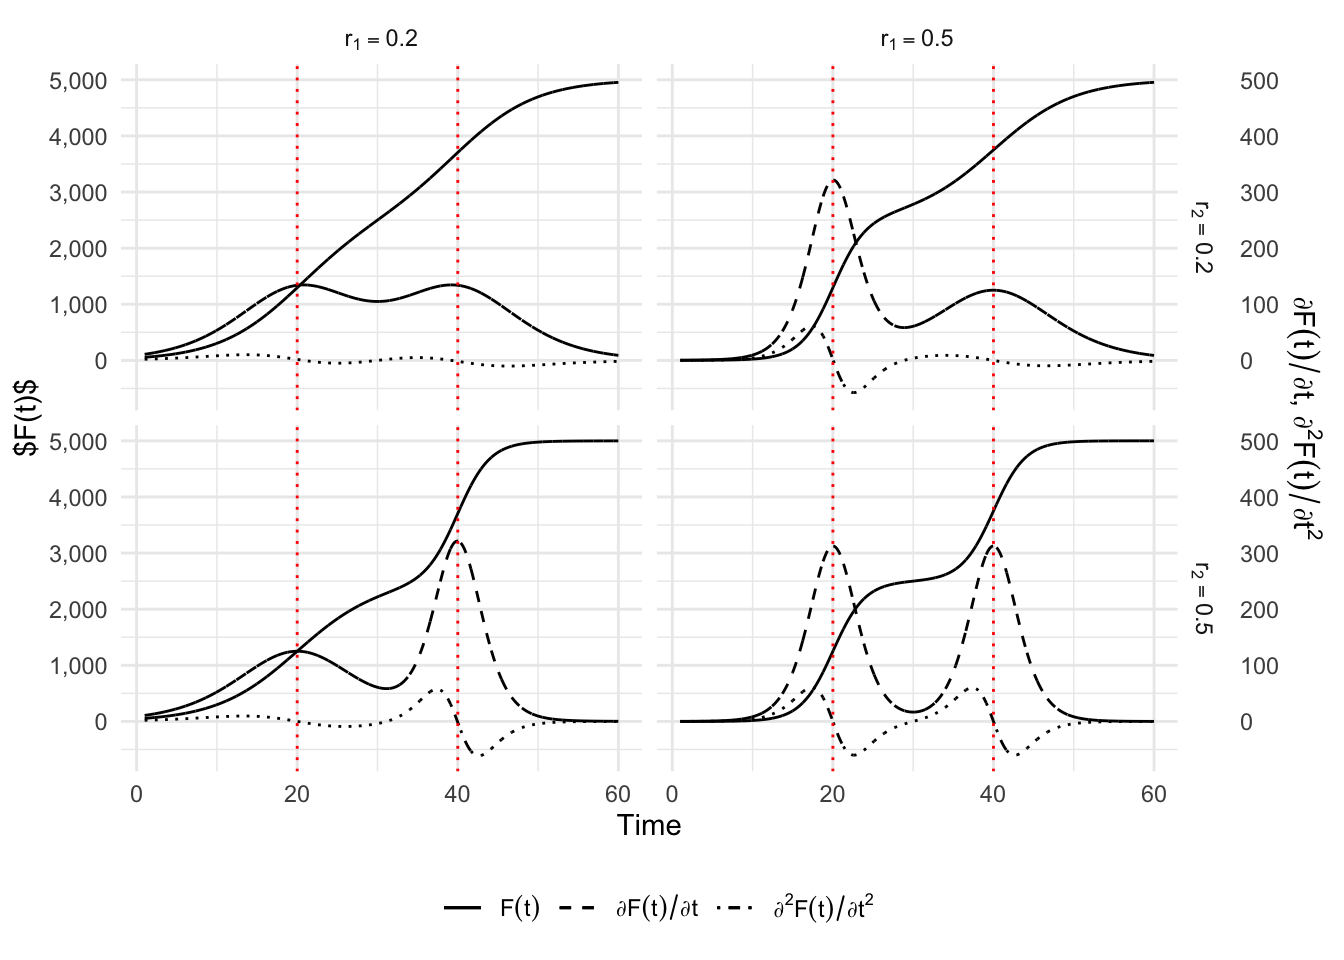 r₁ = 0.2
r₁ = 0.5
5,000
4,000
3,000
2,000
1,000
0
500
400
300
200
100
0
r₂ = 0.2
$F(t)$
∂F(t)/∂t, ∂²F(t)/∂t²
5,000
4,000
3,000
2,000
1,000
0
500
400
300
200
100
0
r₂ = 0.5
0 20 40 60 0 20 40 60
Time
F(t) ∂F(t)/∂t ∂²F(t)/∂t²